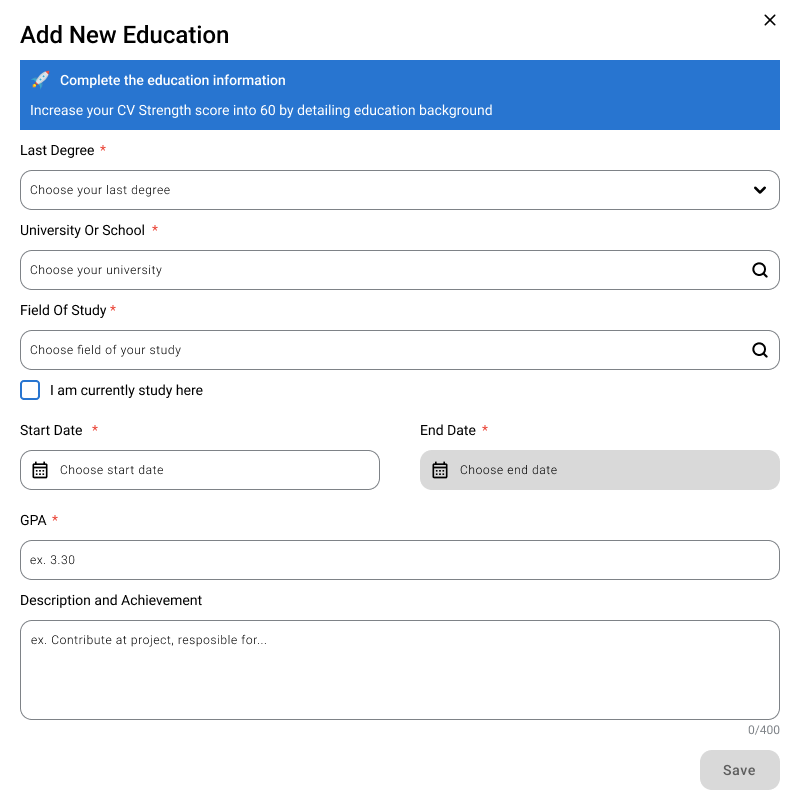 Add New Education
Complete the education information
Increase your CV Strength score into 60 by detailing education background
Last Degree *
Choose your last degree
University Or School *
Choose your university
Field Of Study *
Choose field of your study
I am currently study here
Start Date * End Date *
Choose start date Choose end date
GPA *
ex. 3.30
Description and Achievement
ex. Contribute at project, resposible for...
0/400
Save